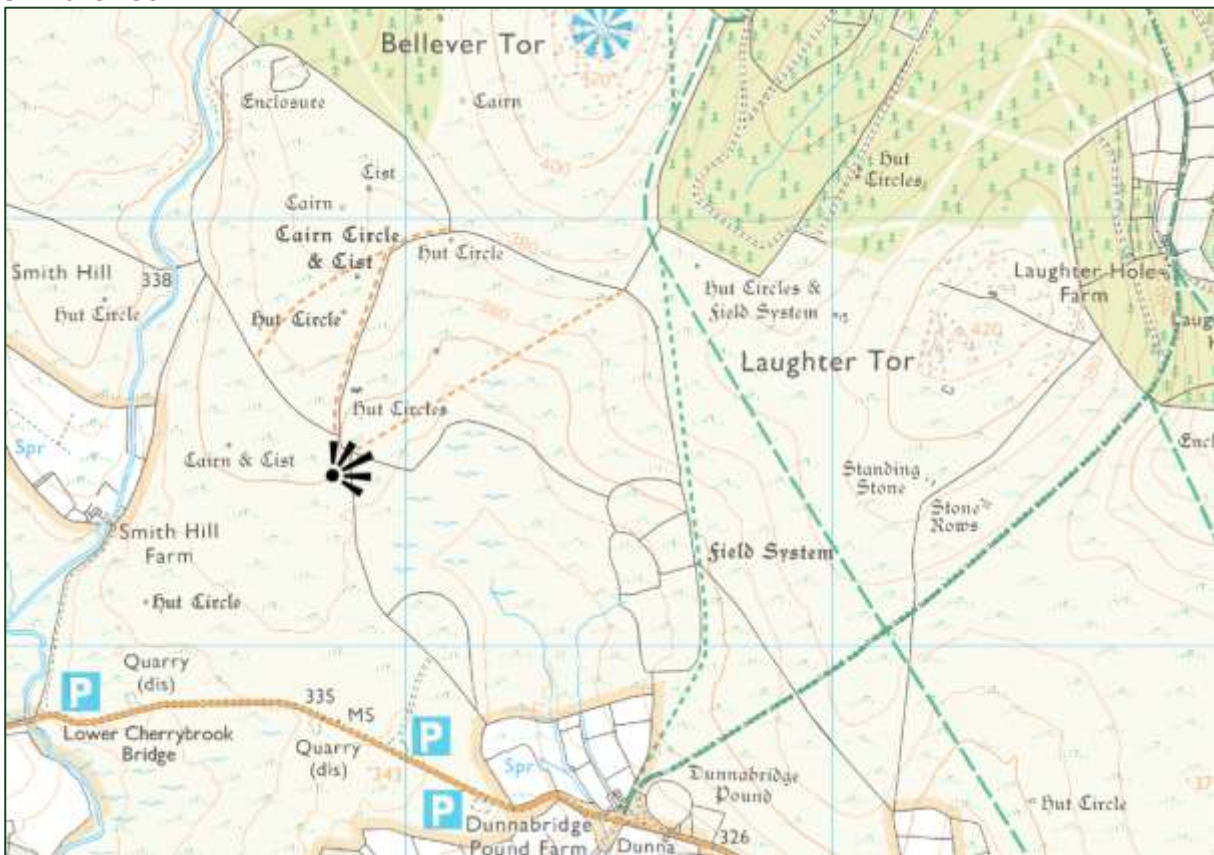 Bellever Tor
Enclosure
Cairn
420
400
Cist
Cairn
Hut
Circles
Cairn Circle
& Cist
Hut Circle
380
Smith Hill
338
Hut Circle
Hut Circle
360
Hut Circles &
Field System
Laughter Hole
Farm
420
Laughter Tor
Hut Circles
Spr
Cairn & Cist
Standing
Stone
Stone
Rows
Smith Hill
Farm
Field System
Hut Circle
Quarry
(dis)
P
335
MS
P
Lower Cherrybrook
Bridge
Quarry
(dis)
343
Spr
Dunnabridge
Pound
Hut Circle
P
Dunnabridge
Pound Farm
Dunna
326